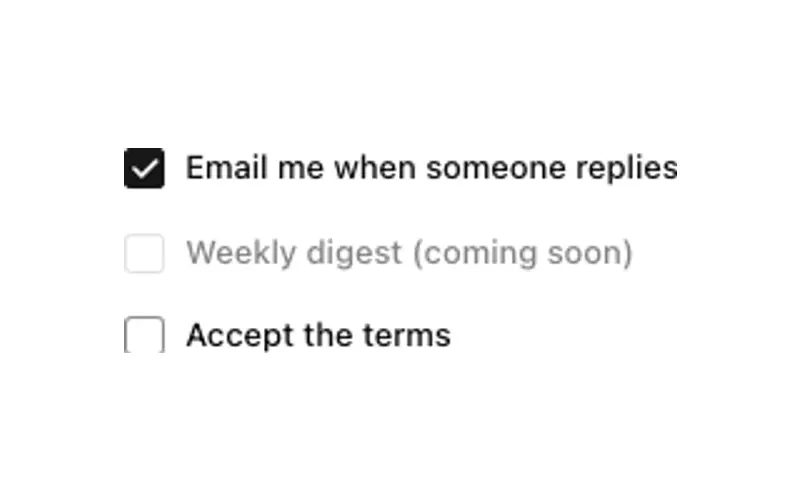 Email me when someone replies
Weekly digest (coming soon)
Accept the terms